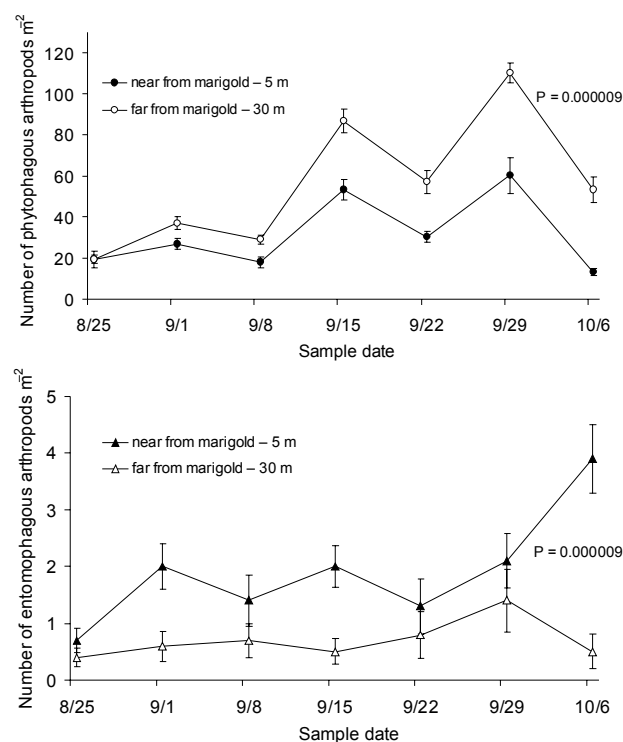 Number of phytophagous arthropods m̄²
120
100
80
60
40
20
0
near from marigold – 5 m
far from marigold – 30 m
P = 0.000009
8/25 9/1 9/8 9/15 9/22 9/29 10/6
Sample date
Number of entomophagous arthropods m̄²
5
4
3
2
1
0
near from marigold – 5 m
far from marigold – 30 m
P = 0.000009
8/25 9/1 9/8 9/15 9/22 9/29 10/6
Sample date